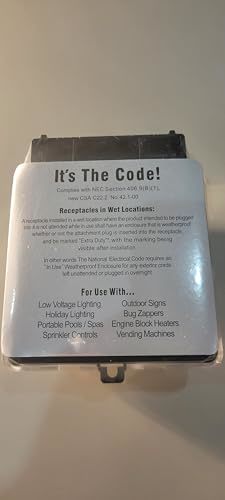 It's The Code!
Complies with NEC Section 406.9(B)(1),
new CSA C22.2 No.42.1-00
Receptacles in Wet Locations:
A receptacle installed in a wet location where the product intended to be plugged
into it is not attended while in use shall have an enclosure that is weatherproof
whether or not the attachment plug is inserted into the receptacle,
and be marked "Extra Duty", with the marking being
visible after installation.
In other words The National Electrical Code requires an
"In Use" Weatherproof Enclosure for any exterior cords
left unattended or plugged in overnight.
For Use With...
Low Voltage Lighting
Holiday Lighting
Portable Pools / Spas
Sprinkler Controls
Outdoor Signs
Bug Zappers
Engine Block Heaters
Vending Machines